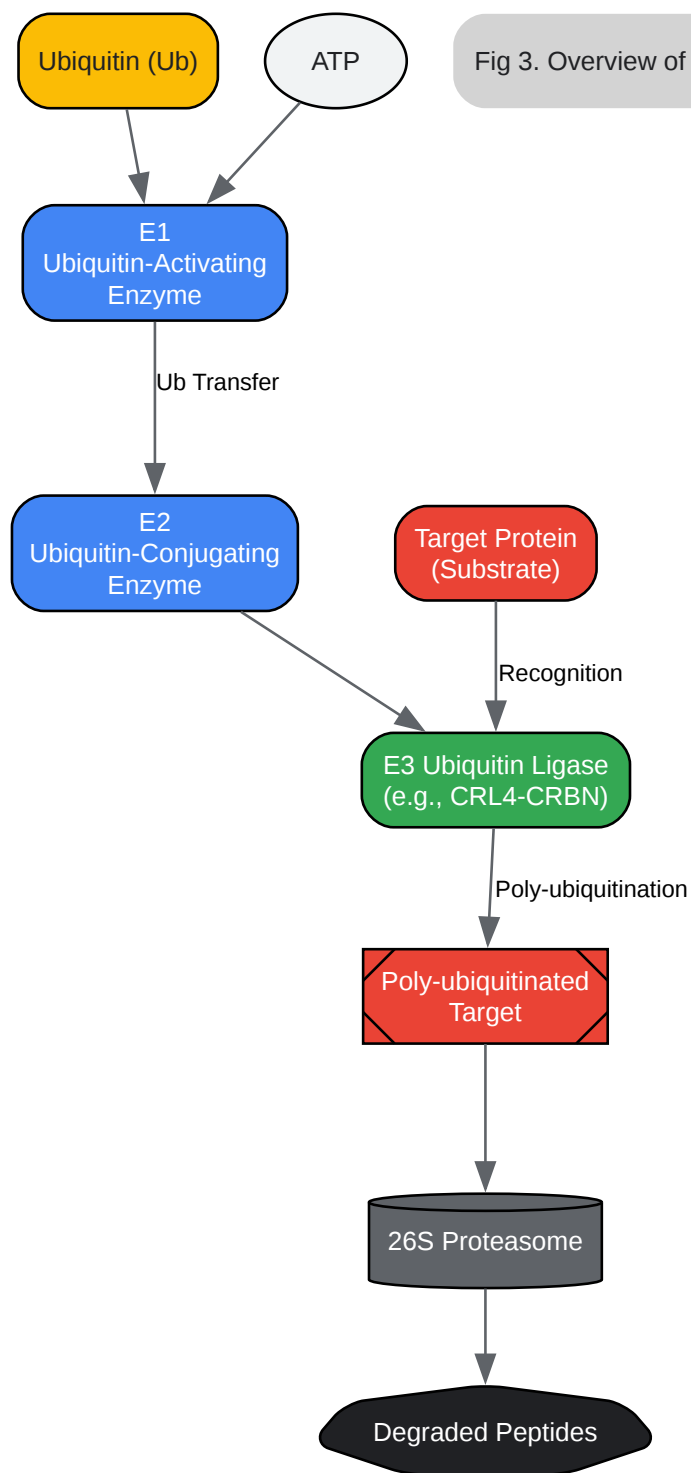 Ubiquitin (Ub)
ATP
Fig 3. Overview of
E1
Ubiquitin-Activating
Enzyme
Ub Transfer
E2
Ubiquitin-Conjugating
Enzyme
Target Protein
(Substrate)
Recognition
E3 Ubiquitin Ligase
(e.g., CRL4-CRBN)
Poly-ubiquitination
Poly-ubiquitinated
Target
26S Proteasome
Degraded Peptides